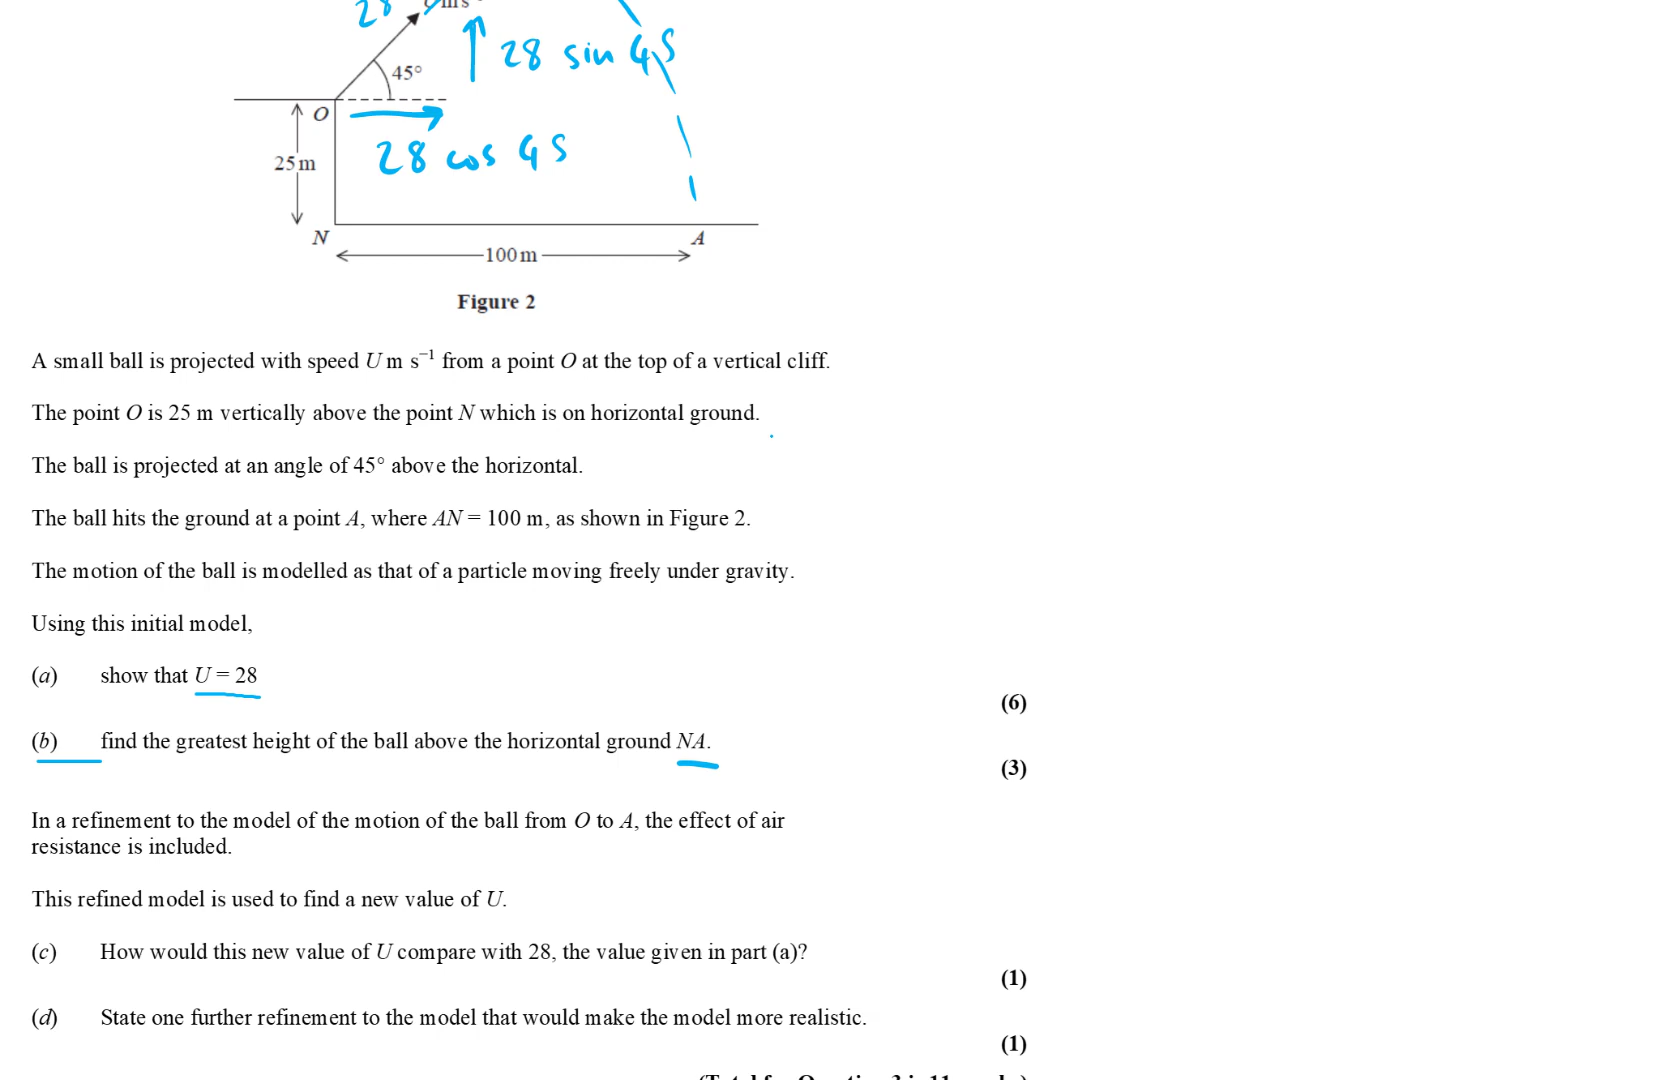 28 m s
45°
28 sin 45
O
25 m
28 cos 45
N
A
100 m
Figure 2
A small ball is projected with speed U m s⁻¹ from a point O at the top of a vertical cliff.
The point O is 25 m vertically above the point N which is on horizontal ground.
The ball is projected at an angle of 45° above the horizontal.
The ball hits the ground at a point A, where AN = 100 m, as shown in Figure 2.
The motion of the ball is modelled as that of a particle moving freely under gravity.
Using this initial model,
(a) show that U = 28
(6)
(b) find the greatest height of the ball above the horizontal ground NA.
(3)
In a refinement to the model of the motion of the ball from O to A, the effect of air
resistance is included.
This refined model is used to find a new value of U.
(c) How would this new value of U compare with 28, the value given in part (a)?
(1)
(d) State one further refinement to the model that would make the model more realistic.
(1)